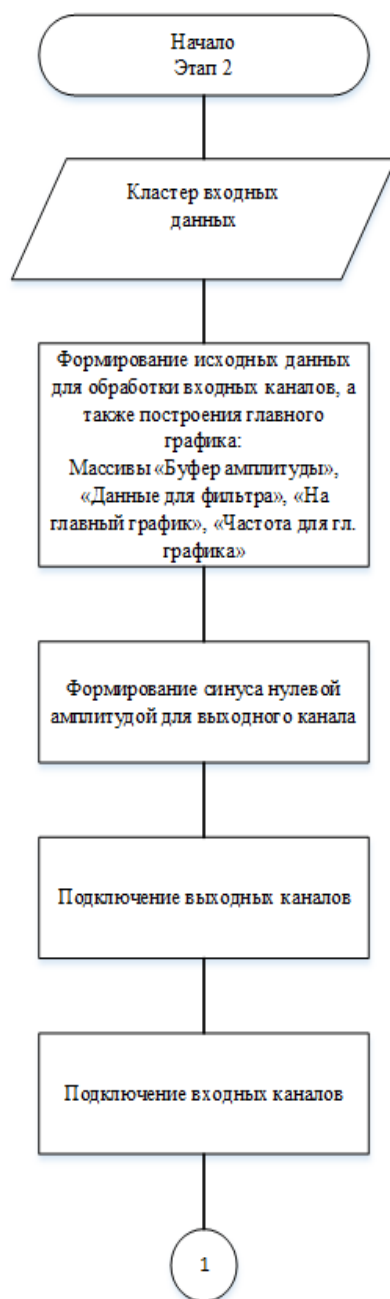 Начало
Этап 2
Кластер входных
данных
Формирование исходных данных
для обработки входных каналов, а
также построения главного
графика:
Массивы «Буфер амплитуды»,
«Данные для фильтра», «На
главный график», «Частота для гл.
графика»
Формирование синуса нулевой
амплитудой для выходного канала
Подключение выходных каналов
Подключение входных каналов
1